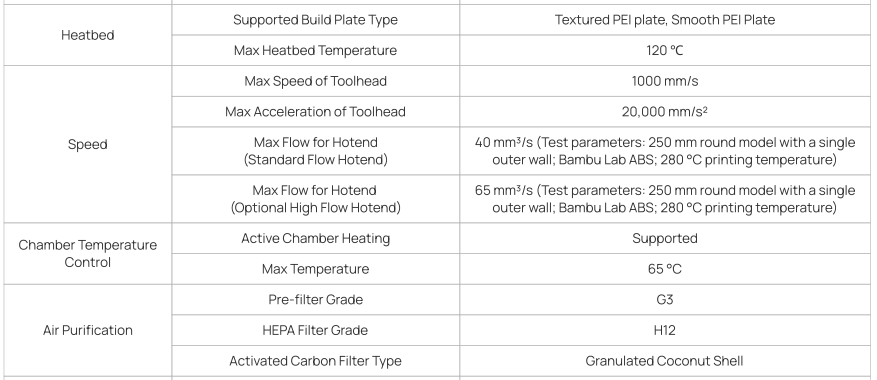 Heatbed
Supported Build Plate Type
Textured PEI plate, Smooth PEI Plate
Max Heatbed Temperature
120 ℃
Speed
Max Speed of Toolhead
1000 mm/s
Max Acceleration of Toolhead
20,000 mm/s²
Max Flow for Hotend
(Standard Flow Hotend)
40 mm³/s (Test parameters: 250 mm round model with a single
outer wall; Bambu Lab ABS; 280 °C printing temperature)
Max Flow for Hotend
(Optional High Flow Hotend)
65 mm³/s (Test parameters: 250 mm round model with a single
outer wall; Bambu Lab ABS; 280 °C printing temperature)
Chamber Temperature
Control
Active Chamber Heating
Supported
Max Temperature
65 °C
Air Purification
Pre-filter Grade
G3
HEPA Filter Grade
H12
Activated Carbon Filter Type
Granulated Coconut Shell